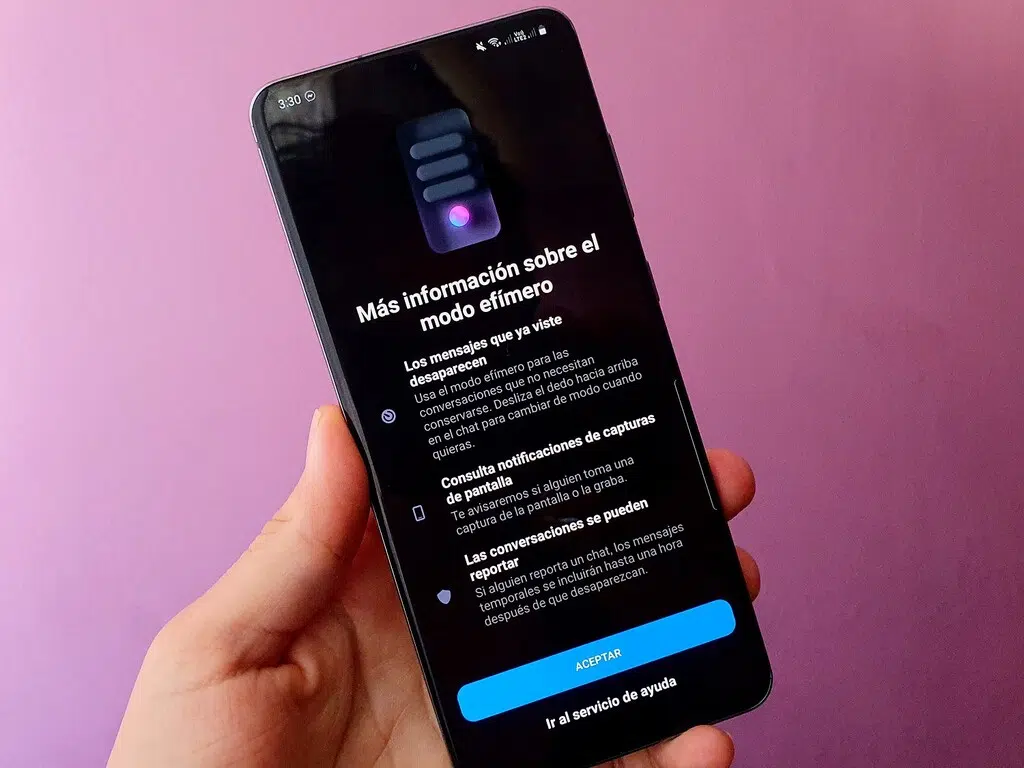 3:30
Más información sobre el
modo efímero
Los mensajes que ya viste
desaparecen
Usa el modo efímero para las
conversaciones que no necesitan
conservarse. Desliza el dedo hacia arriba
en el chat para cambiar de modo cuando
quieras.
Consulta notificaciones de capturas
de pantalla
Te avisaremos si alguien toma una
captura de la pantalla o la graba.
Las conversaciones se pueden
reportar
Si alguien reporta un chat, los mensajes
temporales se incluirán hasta una hora
después de que desaparezcan.
ACEPTAR
Ir al servicio de ayuda